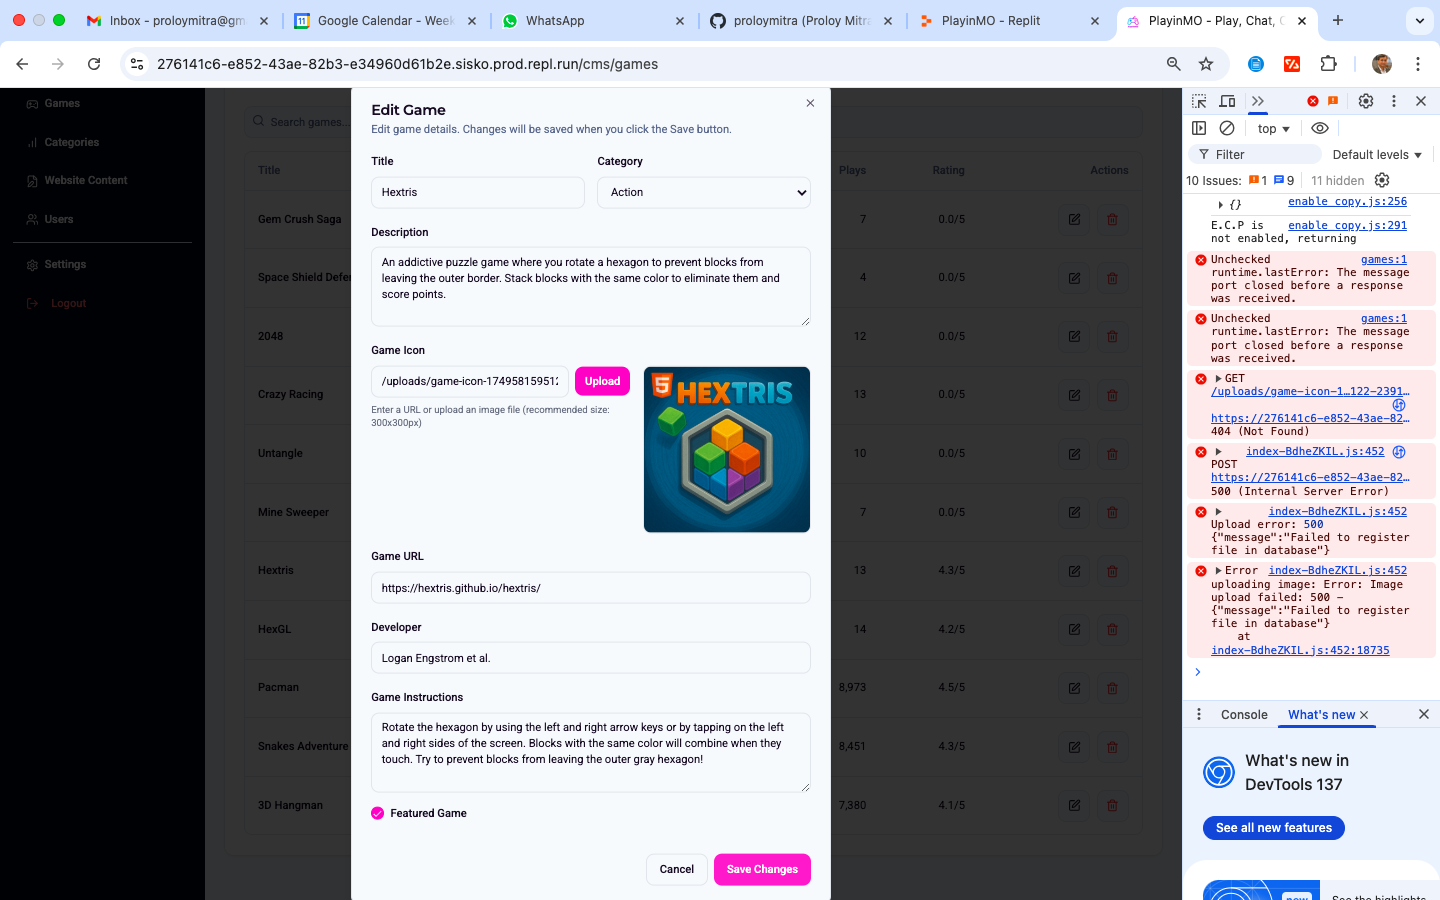 Inbox - proloymitra@gm
Google Calendar - Week
WhatsApp
proloymitra (Proloy Mitra
PlayinMO - Replit
PlayinMO - Play, Chat, C
276141c6-e852-43ae-82b3-e34960d61b2e.sisko.prod.repl.run/cms/games
Games
Categories
Website Content
Users
Settings
Logout
Search games...
Title
Plays
Rating
Actions
Gem Crush Saga
7
0.0/5
Space Shield Defer
4
0.0/5
2048
12
0.0/5
Crazy Racing
13
0.0/5
Untangle
10
0.0/5
Mine Sweeper
7
0.0/5
Hextris
13
4.3/5
HexGL
14
4.2/5
Pacman
8,973
4.5/5
Snakes Adventure
8,451
4.3/5
3D Hangman
7,380
4.1/5
Edit Game
Edit game details. Changes will be saved when you click the Save button.
Title
Category
Hextris
Action
Description
An addictive puzzle game where you rotate a hexagon to prevent blocks from
leaving the outer border. Stack blocks with the same color to eliminate them and
score points.
Game Icon
/uploads/game-icon-174958159512
Upload
Enter a URL or upload an image file (recommended size:
300x300px)
5 HEXTRIS
Game URL
https://hextris.github.io/hextris/
Developer
Logan Engstrom et al.
Game Instructions
Rotate the hexagon by using the left and right arrow keys or by tapping on the left
and right sides of the screen. Blocks with the same color will combine when they
touch. Try to prevent blocks from leaving the outer gray hexagon!
Featured Game
Cancel
Save Changes
top
Filter
Default levels
10 Issues: 1 9 11 hidden
{} enable_copy.js:256
E.C.P is enable_copy.js:291
not enabled, returning
Unchecked games:1
runtime.lastError: The message
port closed before a response
was received.
Unchecked games:1
runtime.lastError: The message
port closed before a response
was received.
GET
/uploads/game-icon-1…122-2391…
https://276141c6-e852-43ae-82…
404 (Not Found)
index-BdheZKIL.js:452
POST
https://276141c6-e852-43ae-82…
500 (Internal Server Error)
index-BdheZKIL.js:452
Upload error: 500
{"message":"Failed to register
file in database"}
Error index-BdheZKIL.js:452
uploading image: Error: Image
upload failed: 500 -
{"message":"Failed to register
file in database"}
at
index-BdheZKIL.js:452:18735
Console
What's new
What's new in
DevTools 137
See all new features
new
See the highlights